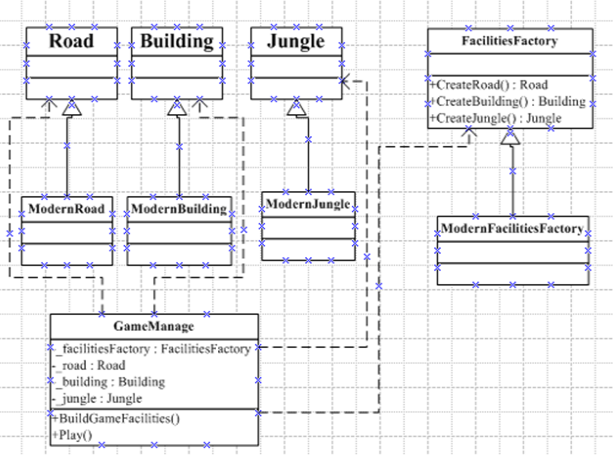 Road
Building
Jungle
FacilitiesFactory
+CreateRoad() : Road
+CreateBuilding() : Building
+CreateJungle() : Jungle
ModernRoad
ModernBuilding
ModernJungle
ModernFacilitiesFactory
GameManage
-_facilitiesFactory : FacilitiesFactory
-_road : Road
-_building : Building
-_jungle : Jungle
+BuildGameFacilities()
+Play()